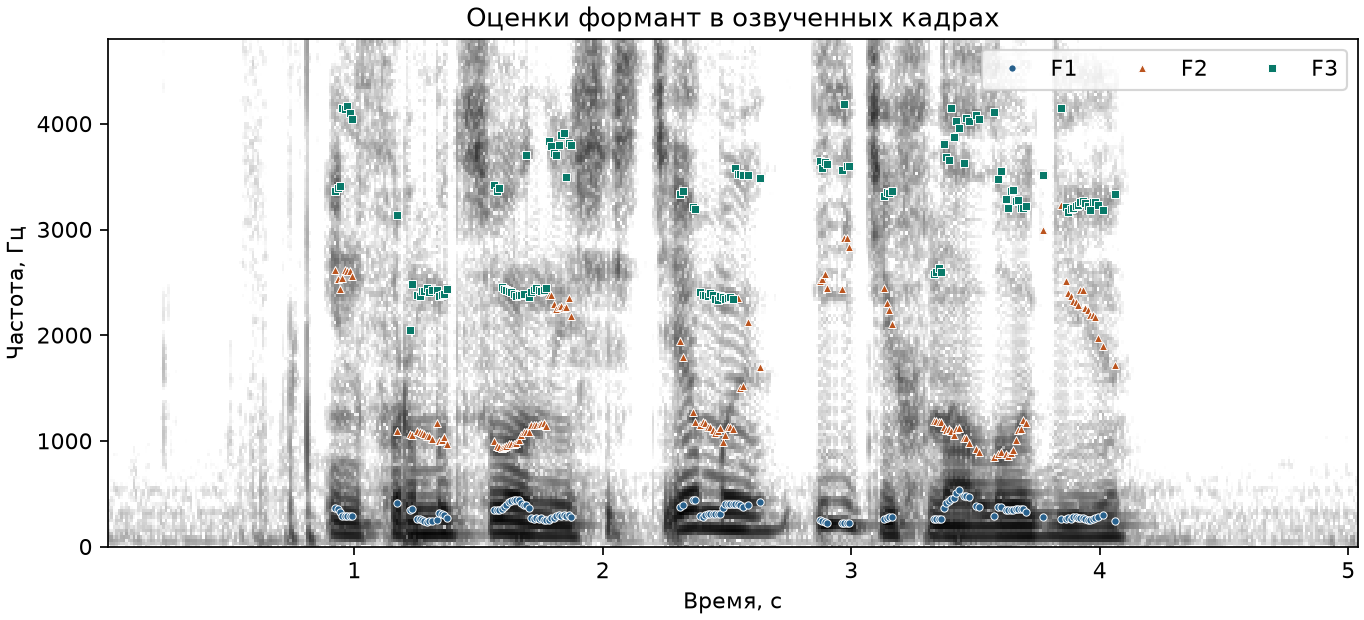 Оценки формант в озвученных кадрах
F1 F2 F3
Частота, Гц
4000
3000
2000
1000
0
1 2 3 4 5
Время, с